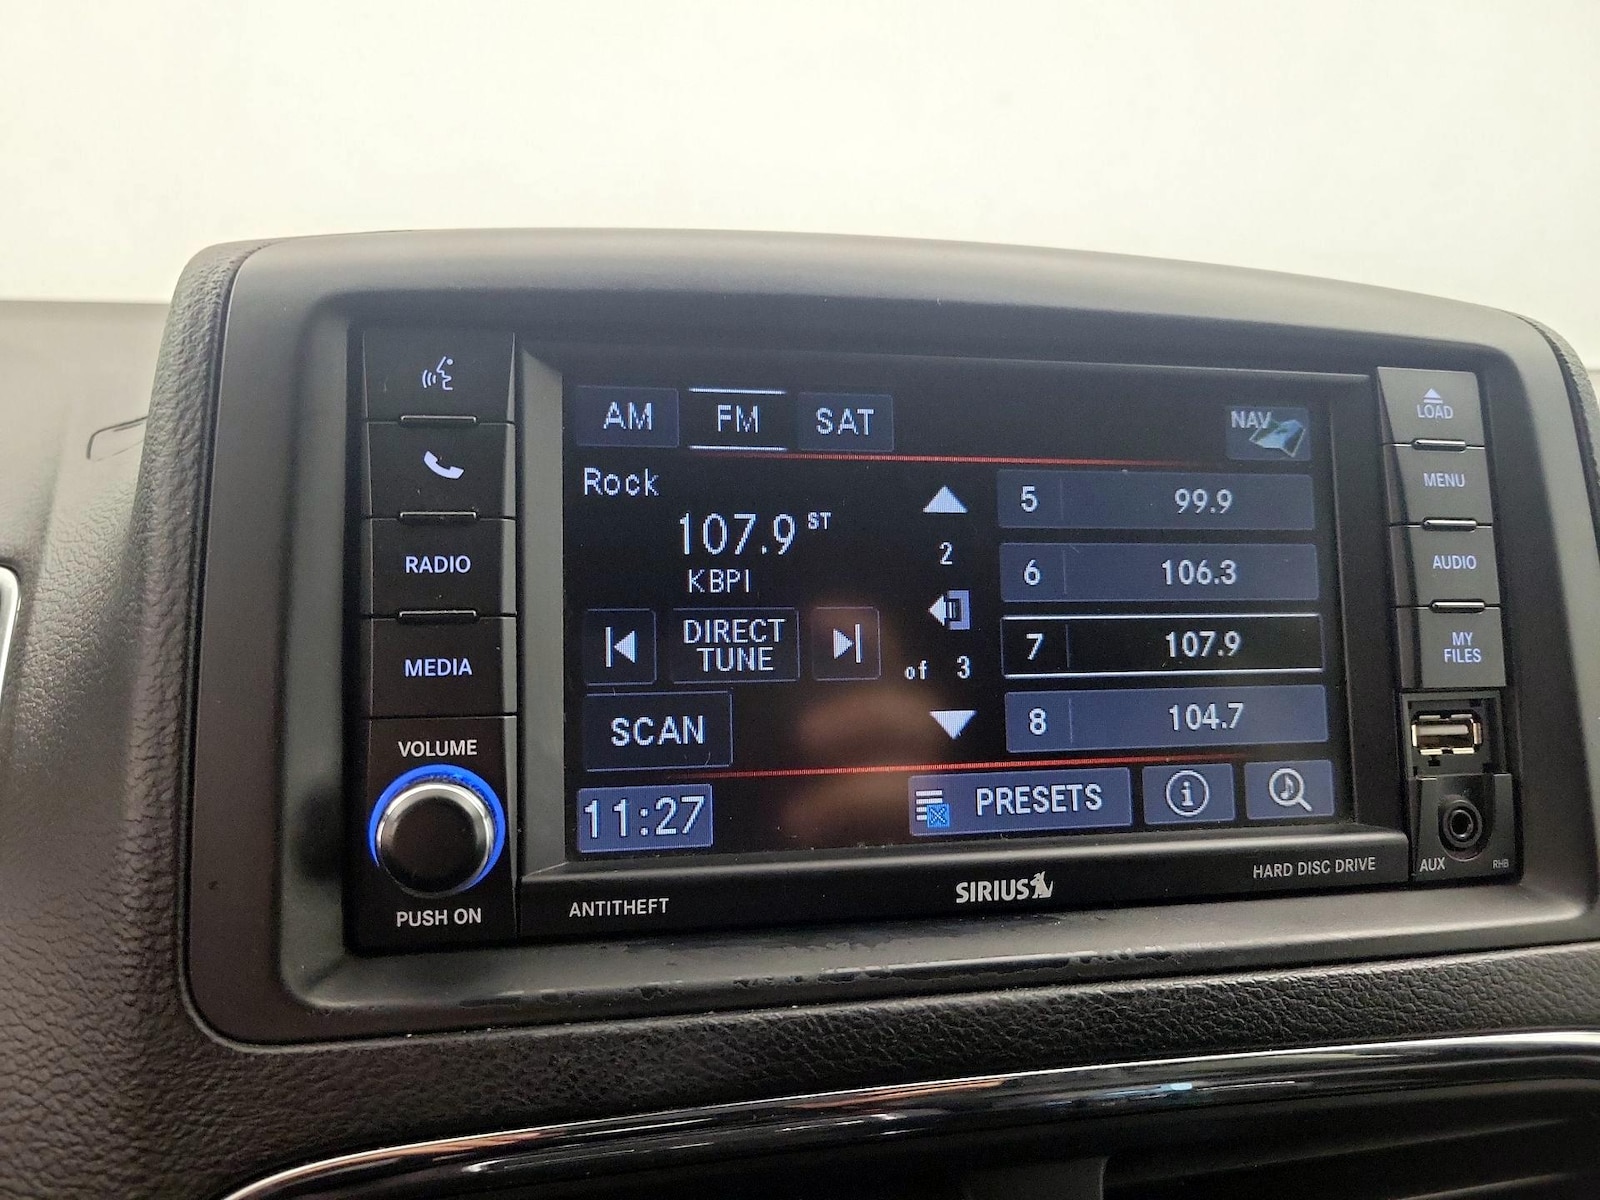 AM FM SAT NAV
Rock
107.9 ST
KBPI
DIRECT
TUNE
SCAN
11:27
2
of 3
5 99.9
6 106.3
7 107.9
8 104.7
PRESETS
i
RADIO
MEDIA
VOLUME
PUSH ON
LOAD
MENU
AUDIO
MY
FILES
AUX
RHB
ANTITHEFT
SIRIUS
HARD DISC DRIVE